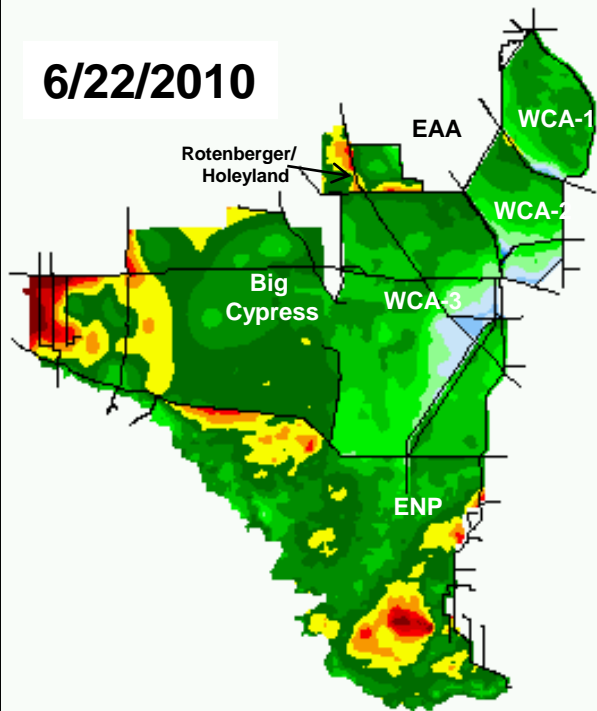 6/22/2010
WCA-1
EAA
Rotenberger/
Holeyland
WCA-2
Big
Cypress
WCA-3
ENP